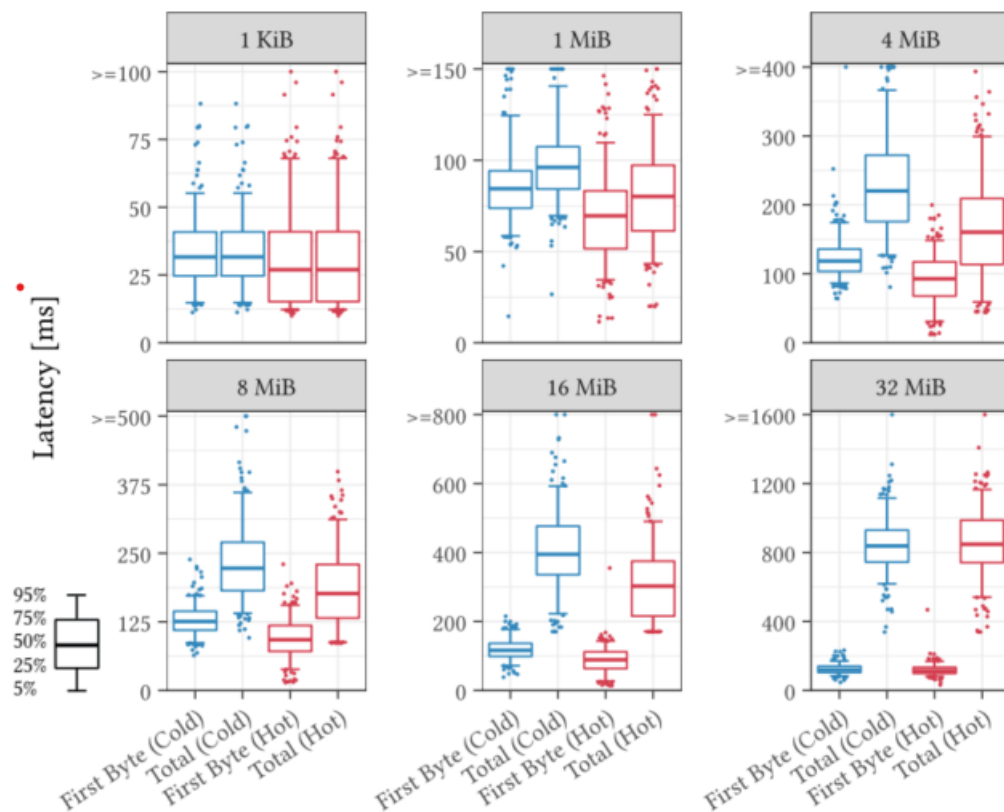 1 KiB
1 MiB
4 MiB
>=100
75
50
25
0
>=150
100
50
0
>=400
300
200
100
0
Latency [ms]
8 MiB
16 MiB
32 MiB
>=500
375
250
125
0
>=800
600
400
200
0
>=1600
1200
800
400
0
95%
75%
50%
25%
5%
First Byte (Cold)
Total (Cold)
First Byte (Hot)
Total (Hot)
First Byte (Cold)
Total (Cold)
First Byte (Hot)
Total (Hot)
First Byte (Cold)
Total (Cold)
First Byte (Hot)
Total (Hot)